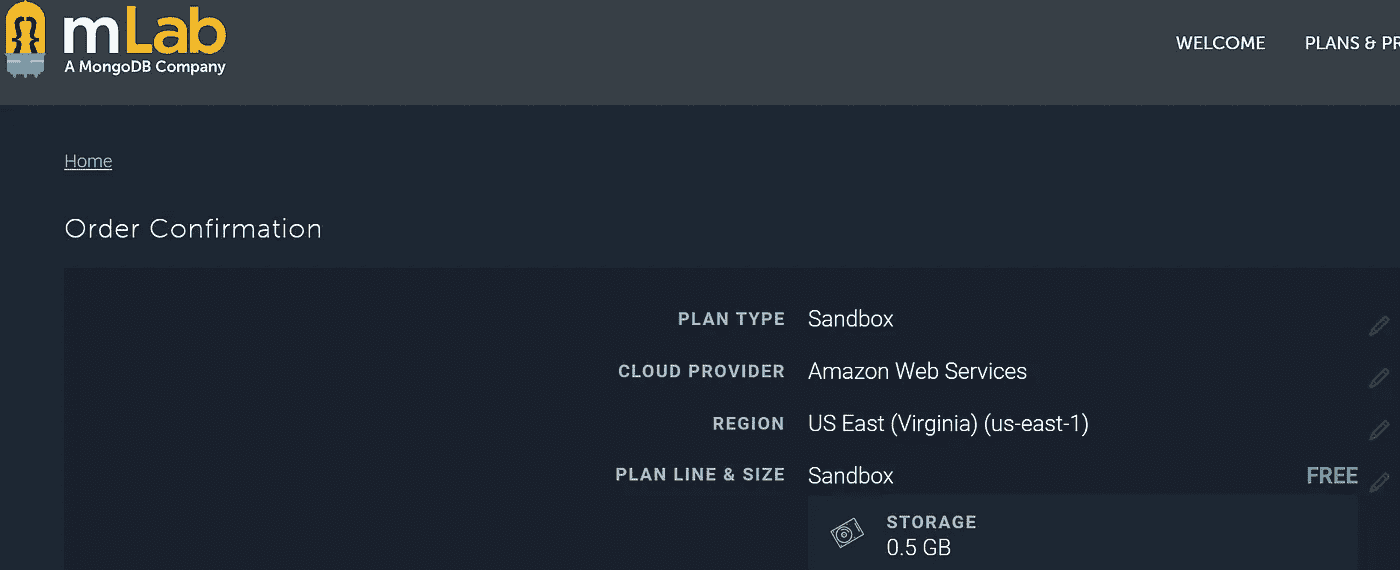 mLab
A MongoDB Company
WELCOME PLANS & PR
Home
Order Confirmation
PLAN TYPE Sandbox
CLOUD PROVIDER Amazon Web Services
REGION US East (Virginia) (us-east-1)
PLAN LINE & SIZE Sandbox FREE
STORAGE
0.5 GB